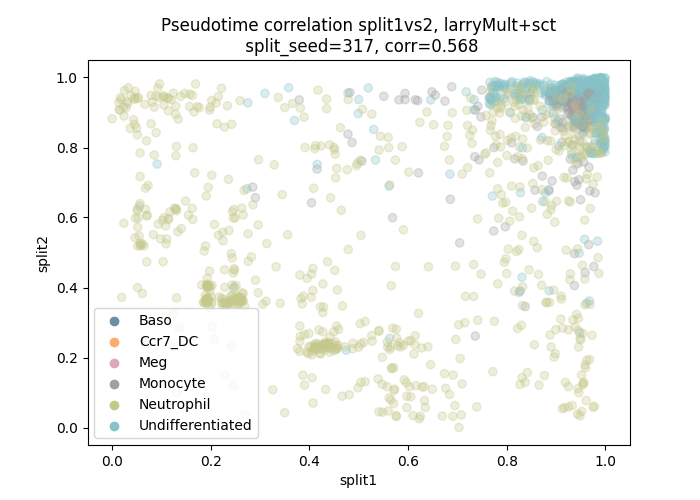 Pseudotime correlation split1vs2, larryMult+sct
split_seed=317, corr=0.568
split2
1.0
0.8
0.6
0.4
0.2
0.0
Baso
Ccr7_DC
Meg
Monocyte
Neutrophil
Undifferentiated
0.0 0.2 0.4 0.6 0.8 1.0
split1